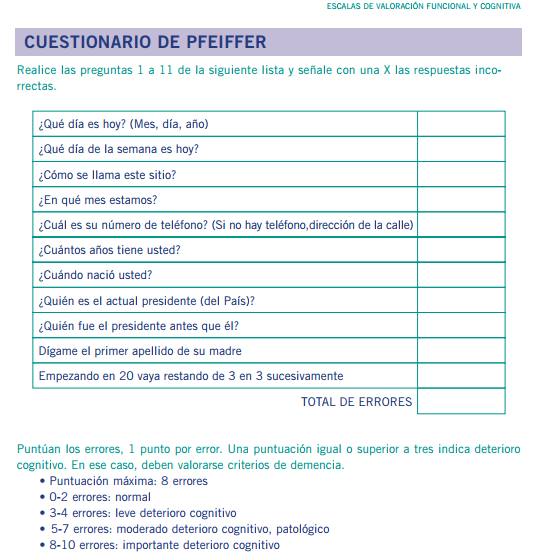 ESCALAS DE VALORACIÓN FUNCIONAL Y COGNITIVA
CUESTIONARIO DE PFEIFFER
Realice las preguntas 1 a 11 de la siguiente lista y señale con una X las respuestas inco-
rrectas.
¿Qué día es hoy? (Mes, día, año)
¿Qué día de la semana es hoy?
¿Cómo se llama este sitio?
¿En qué mes estamos?
¿Cuál es su número de teléfono? (Si no hay teléfono,dirección de la calle)
¿Cuántos años tiene usted?
¿Cuándo nació usted?
¿Quién es el actual presidente (del País)?
¿Quién fue el presidente antes que él?
Dígame el primer apellido de su madre
Empezando en 20 vaya restando de 3 en 3 sucesivamente
TOTAL DE ERRORES
Puntúan los errores, 1 punto por error. Una puntuación igual o superior a tres indica deterioro
cognitivo. En ese caso, deben valorarse criterios de demencia.
• Puntuación máxima: 8 errores
• 0-2 errores: normal
• 3-4 errores: leve deterioro cognitivo
• 5-7 errores: moderado deterioro cognitivo, patológico
• 8-10 errores: importante deterioro cognitivo